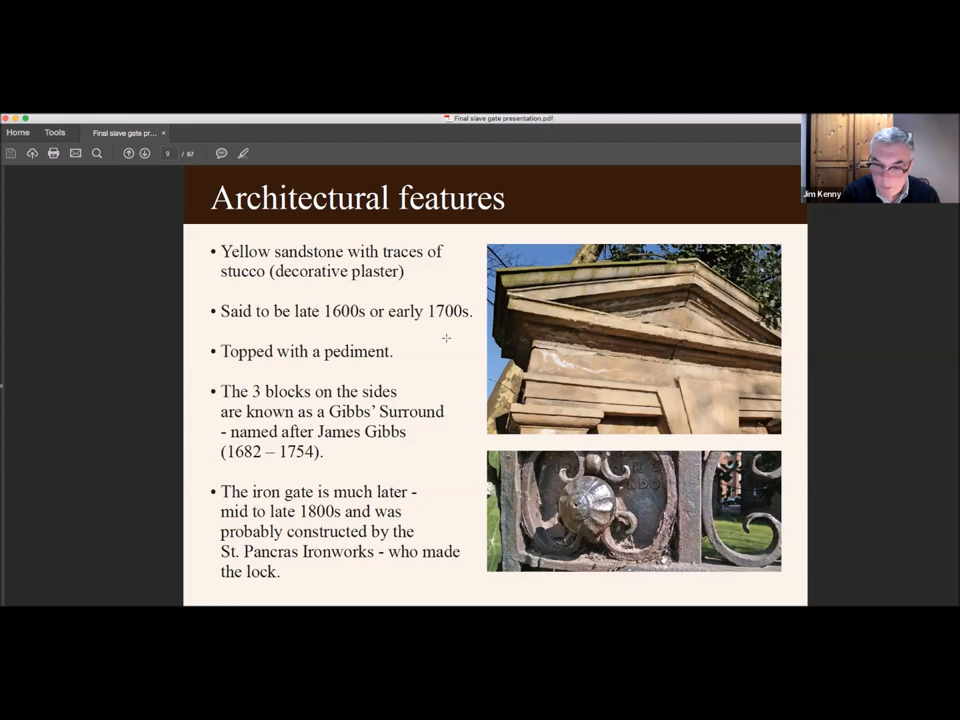 Final slave gate presentation.pdf
Home Tools Final slave gate pr... ×
9 / 67
Jim Kenny
Architectural features
• Yellow sandstone with traces of
stucco (decorative plaster)
• Said to be late 1600s or early 1700s.
• Topped with a pediment.
• The 3 blocks on the sides
are known as a Gibbs’ Surround
- named after James Gibbs
(1682 – 1754).
• The iron gate is much later -
mid to late 1800s and was
probably constructed by the
St. Pancras Ironworks - who made
the lock.